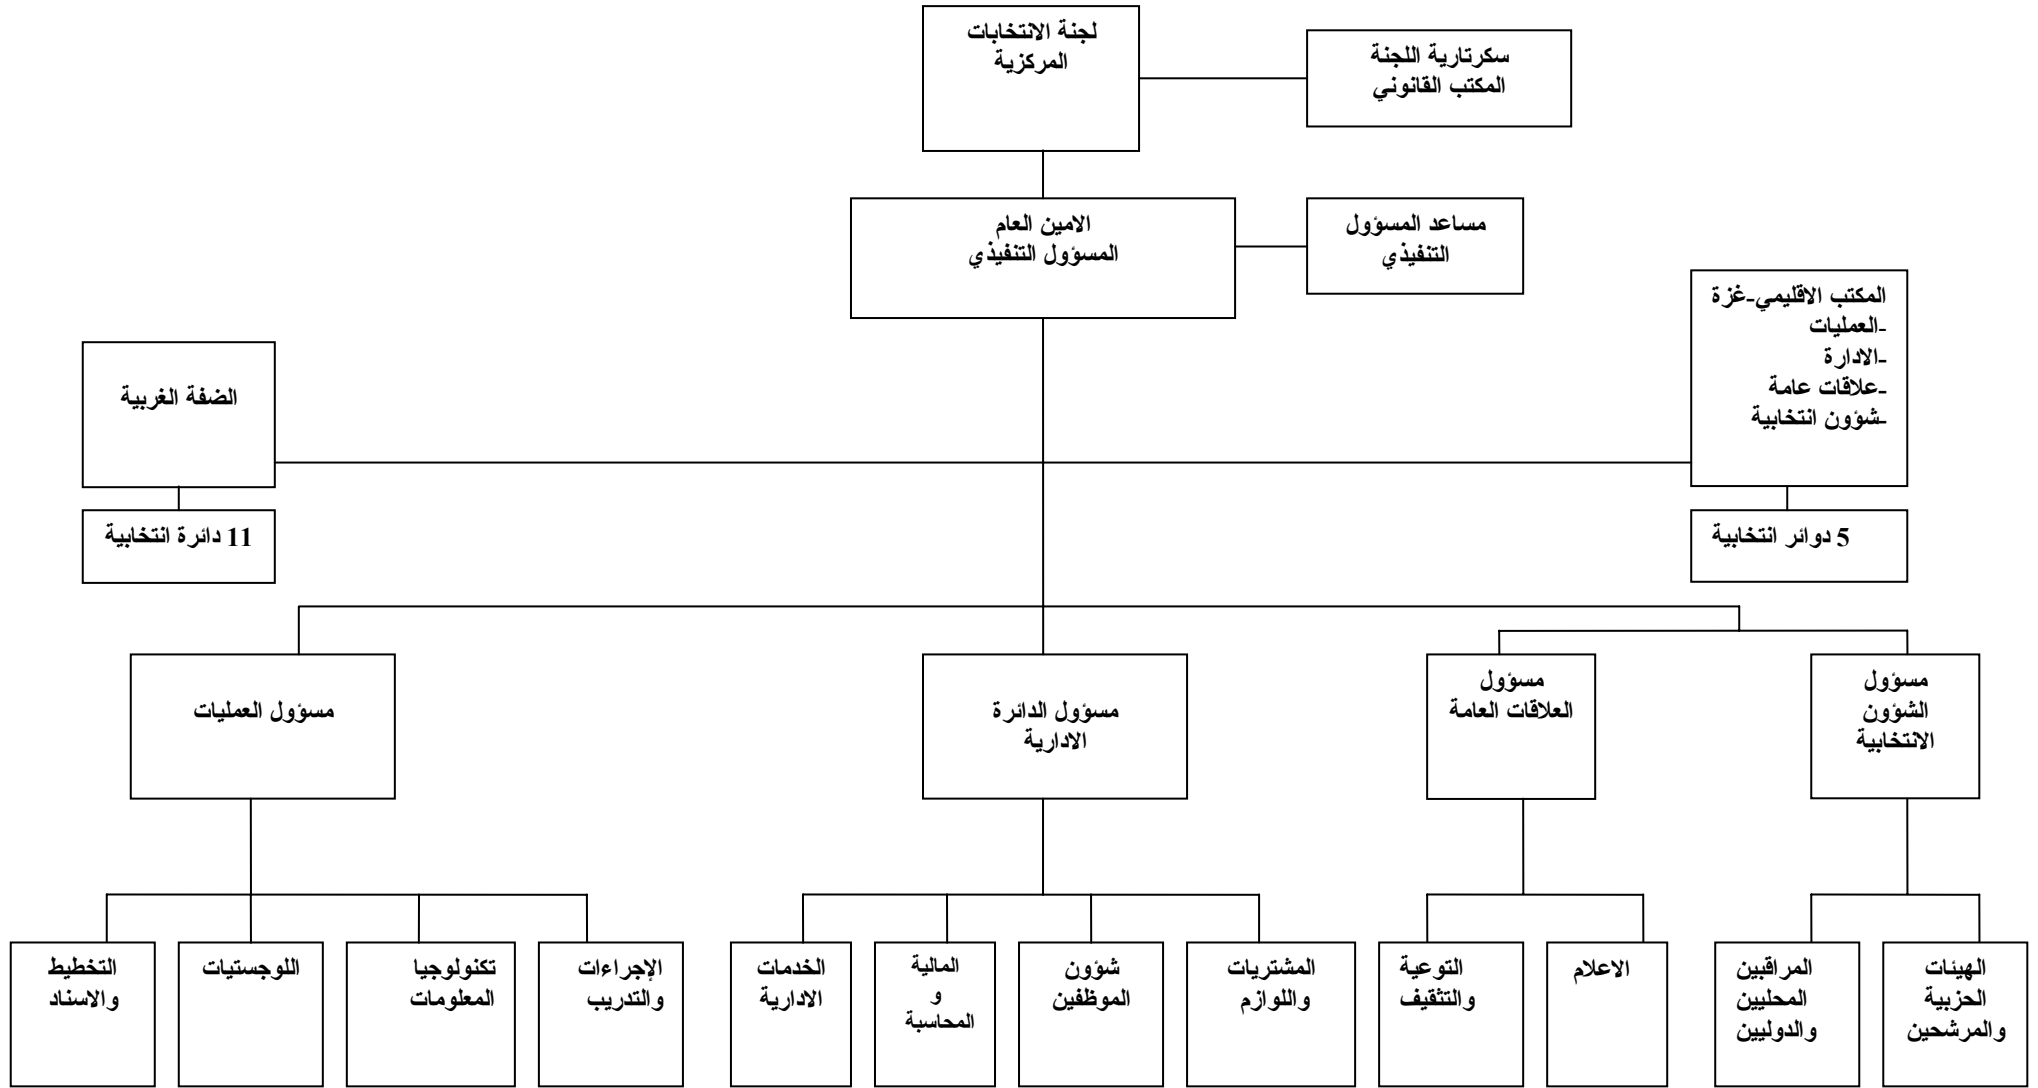 لجنة الانتخابات
المركزية
سكرتارية اللجنة
المكتب القانوني
الامين العام
المسؤول التنفيذي
مساعد المسؤول
التنفيذي
المكتب الاقليمي-غزة
-العمليات
-الادارة
-علاقات عامة
-شؤون انتخابية
الضفة الغربية
5 دوائر انتخابية
11 دائرة انتخابية
مسؤول
الشؤون
الانتخابية
مسؤول
العلاقات العامة
مسؤول الدائرة
الادارية
مسؤول العمليات
الهيئات
الحزبية
والمرشحين
المراقبين
المحليين
والدوليين
الاعلام
التوعية
والتثقيف
المشتريات
واللوازم
شؤون
الموظفين
المالية
و
المحاسبة
الخدمات
الادارية
الإجراءات
والتدريب
تكنولوجيا
المعلومات
اللوجستيات
التخطيط
والاسناد